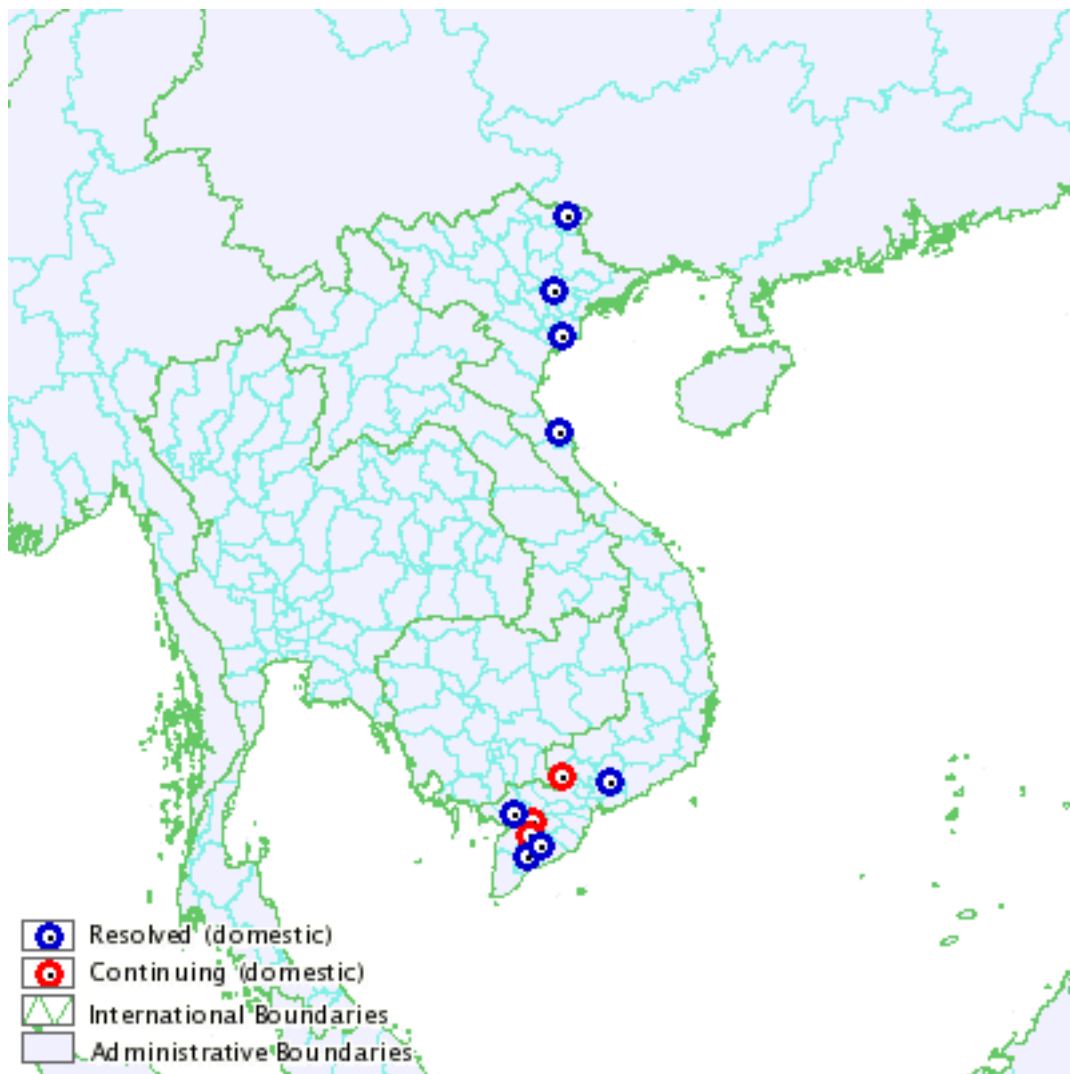 Resolved (domestic)
Continuing (domestic)
International Boundaries
Administrative Boundaries